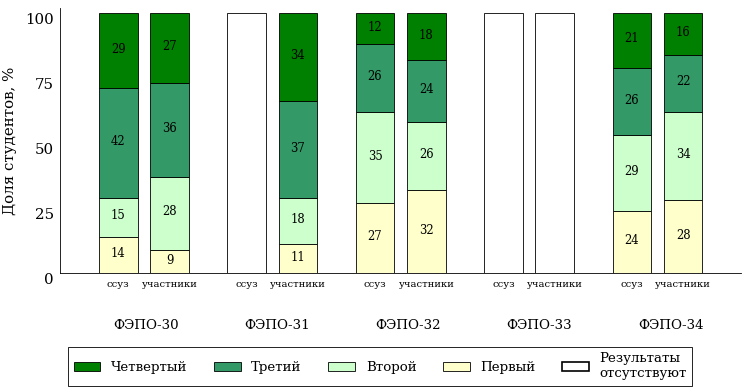 Доля студентов, %
100
75
50
25
0
29 27 34 12 18 21 16
42 36 37 26 24 26 22
15 28 18 35 26 29 34
14 9 11 27 32 24 28
ссуз участники ссуз участники ссуз участники ссуз участники ссуз участники
ФЭПО-30 ФЭПО-31 ФЭПО-32 ФЭПО-33 ФЭПО-34
Четвертый Третий Второй Первый Результаты
отсутствуют